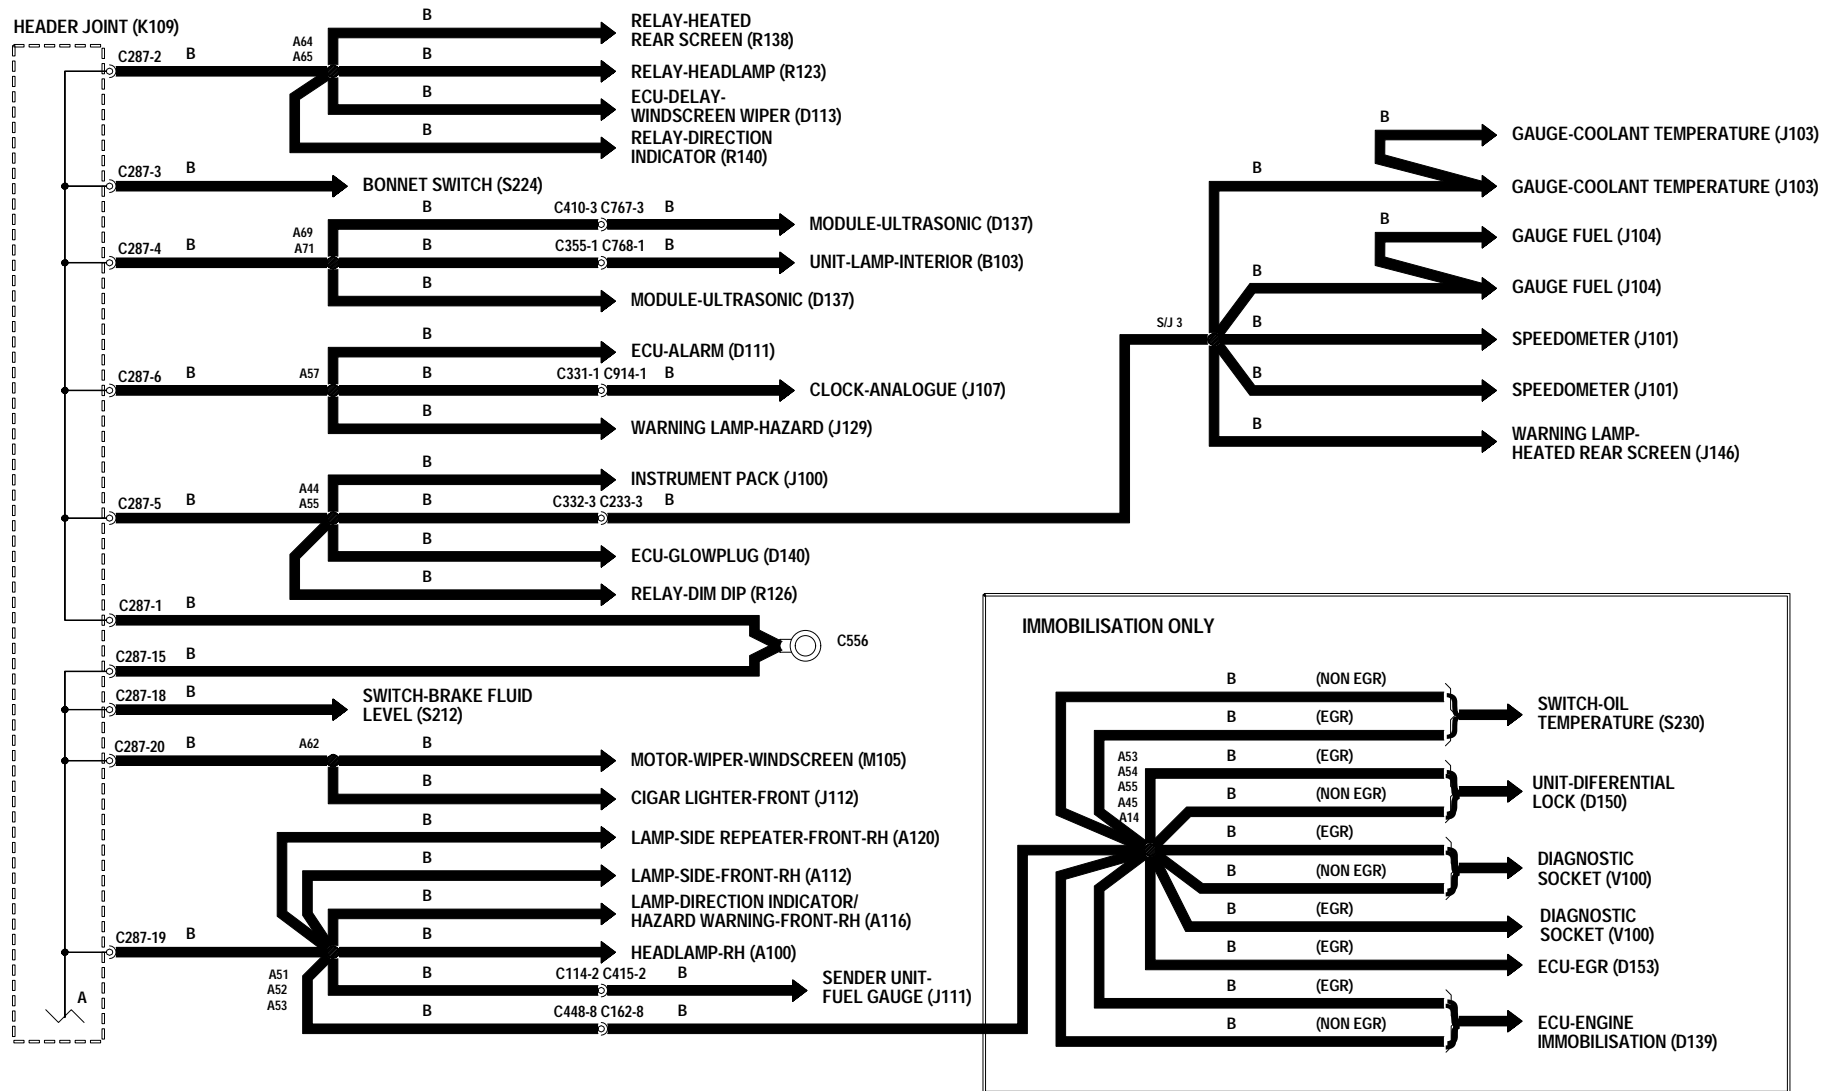 HEADER JOINT (K109)
C287-2 B
A64
A65
B
RELAY-HEATED
REAR SCREEN (R138)
B
RELAY-HEADLAMP (R123)
B
ECU-DELAY-
WINDSCREEN WIPER (D113)
B
RELAY-DIRECTION
INDICATOR (R140)
C287-3 B
BONNET SWITCH (S224)
C287-4 B
A69
A71
B
C410-3 C767-3 B
MODULE-ULTRASONIC (D137)
B
C355-1 C768-1 B
UNIT-LAMP-INTERIOR (B103)
B
MODULE-ULTRASONIC (D137)
C287-6 B
A57
B
ECU-ALARM (D111)
B
C331-1 C914-1 B
CLOCK-ANALOGUE (J107)
B
WARNING LAMP-HAZARD (J129)
C287-5 B
A44
A55
B
INSTRUMENT PACK (J100)
B
C332-3 C233-3 B
B
ECU-GLOWPLUG (D140)
B
RELAY-DIM DIP (R126)
S/J 3
B
GAUGE-COOLANT TEMPERATURE (J103)
B
GAUGE-COOLANT TEMPERATURE (J103)
B
GAUGE FUEL (J104)
B
GAUGE FUEL (J104)
B
SPEEDOMETER (J101)
B
SPEEDOMETER (J101)
B
WARNING LAMP-
HEATED REAR SCREEN (J146)
C287-1 B
C556
C287-15 B
C287-18 B
SWITCH-BRAKE FLUID
LEVEL (S212)
C287-20 B
A62
B
MOTOR-WIPER-WINDSCREEN (M105)
B
CIGAR LIGHTER-FRONT (J112)
B
LAMP-SIDE REPEATER-FRONT-RH (A120)
B
LAMP-SIDE-FRONT-RH (A112)
B
LAMP-DIRECTION INDICATOR/
HAZARD WARNING-FRONT-RH (A116)
C287-19 B
B
HEADLAMP-RH (A100)
A51
A52
A53
B
C114-2 C415-2 B
SENDER UNIT-
FUEL GAUGE (J111)
B
C448-8 C162-8 B
A
IMMOBILISATION ONLY
B (NON EGR)
B (EGR)
SWITCH-OIL
TEMPERATURE (S230)
A53
A54
A55
A45
A14
B (EGR)
B (NON EGR)
UNIT-DIFERENTIAL
LOCK (D150)
B (EGR)
B (NON EGR)
DIAGNOSTIC
SOCKET (V100)
B (EGR)
DIAGNOSTIC
SOCKET (V100)
B (EGR)
ECU-EGR (D153)
B (EGR)
B (NON EGR)
ECU-ENGINE
IMMOBILISATION (D139)